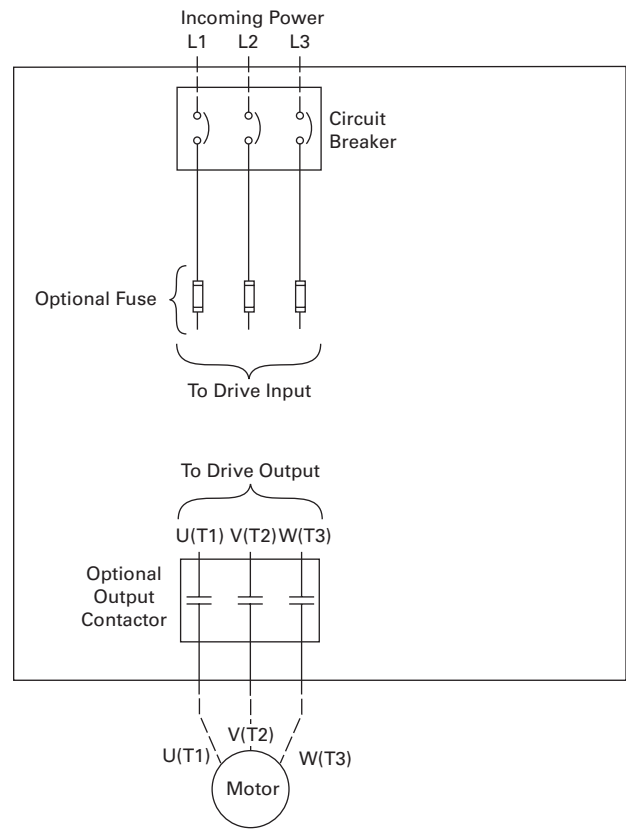 Incoming Power
L1 L2 L3
Circuit
Breaker
Optional Fuse
To Drive Input
To Drive Output
U(T1) V(T2) W(T3)
Optional
Output
Contactor
V(T2)
U(T1) W(T3)
Motor